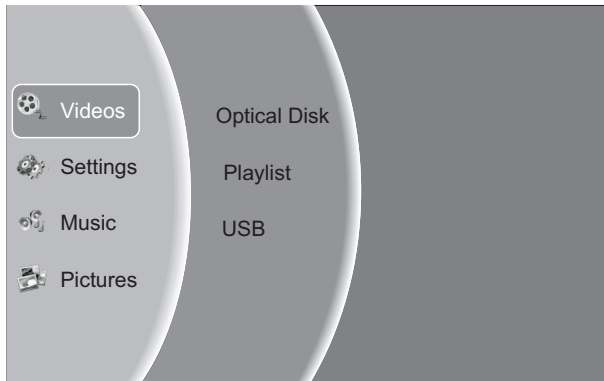 Videos
Settings
Music
Pictures
Optical Disk
Playlist
USB